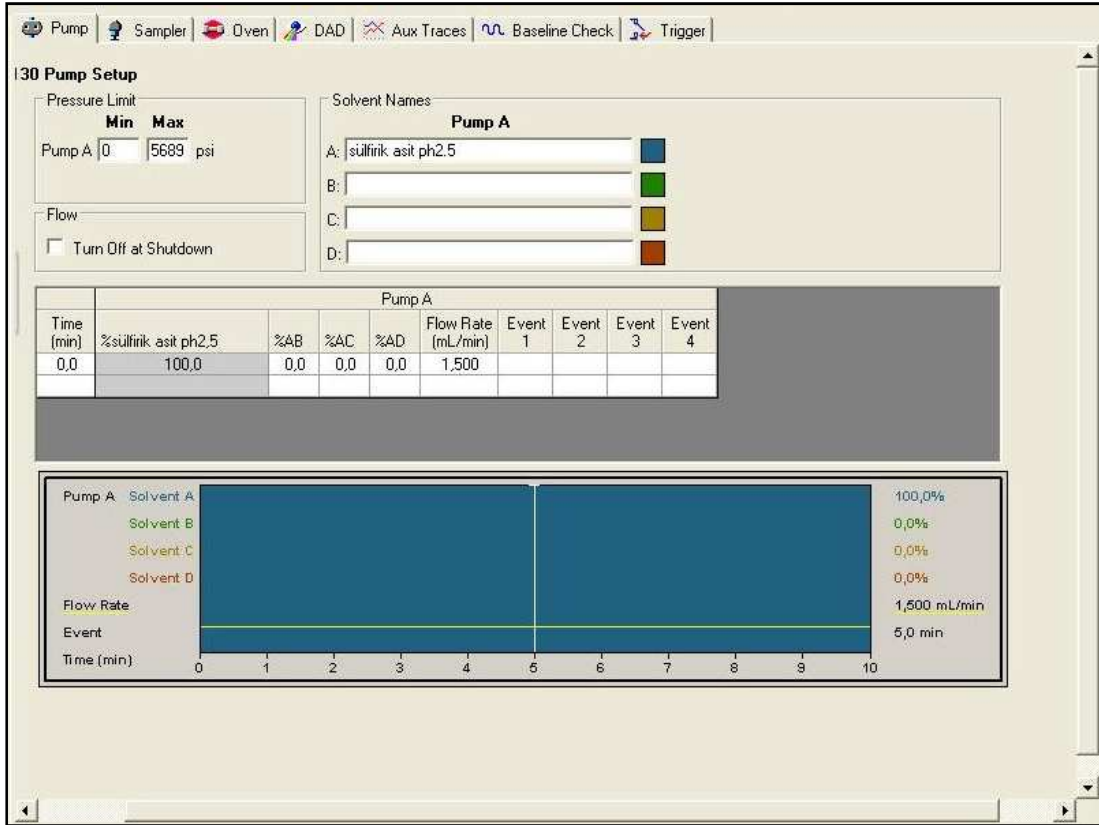 Pump Sampler Oven DAD Aux Traces Baseline Check Trigger
30 Pump Setup
Pressure Limit
Min Max
Pump A 0 5689 psi
Flow
Turn Off at Shutdown
Solvent Names
Pump A
A: sülfirik asit ph2.5
B:
C:
D:
Pump A
Time (min) %sülfirik asit ph2,5 %AB %AC %AD Flow Rate (mL/min) Event 1 Event 2 Event 3 Event 4
0,0 100,0 0,0 0,0 0,0 1,500
Pump A Solvent A 100,0%
Solvent B 0,0%
Solvent C 0,0%
Solvent D 0,0%
Flow Rate 1,500 mL/min
Event 5,0 min
Time (min) 0 1 2 3 4 5 6 7 8 9 10